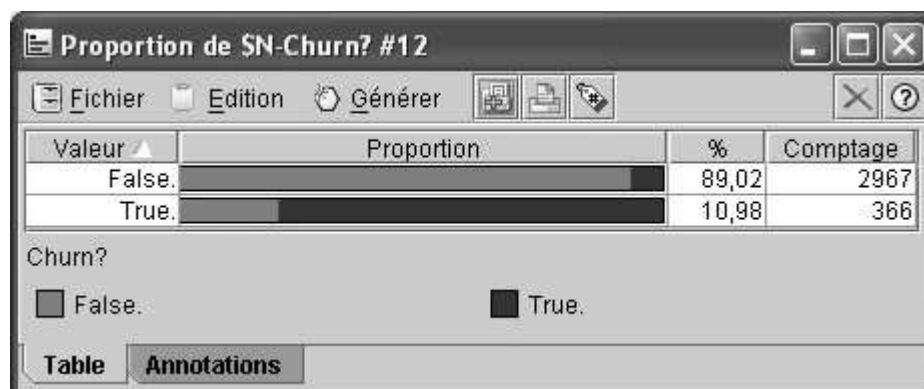 Proportion de $N-Churn? #12
Fichier Edition Générer
Valeur Proportion % Comptage
False. 89,02 2967
True. 10,98 366
Churn?
False. True.
Table Annotations